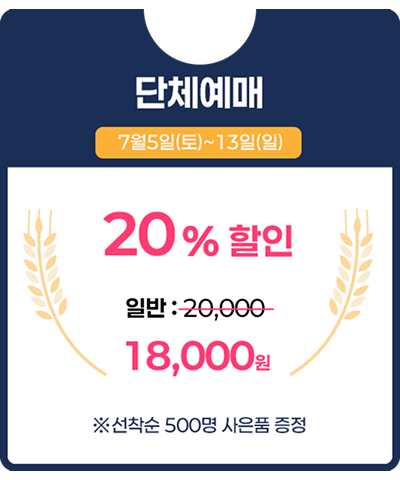 단체예매
7월5일(토)~13일(일)
20% 할인
일반 : 20,000
18,000원
※선착순 500명 사은품 증정